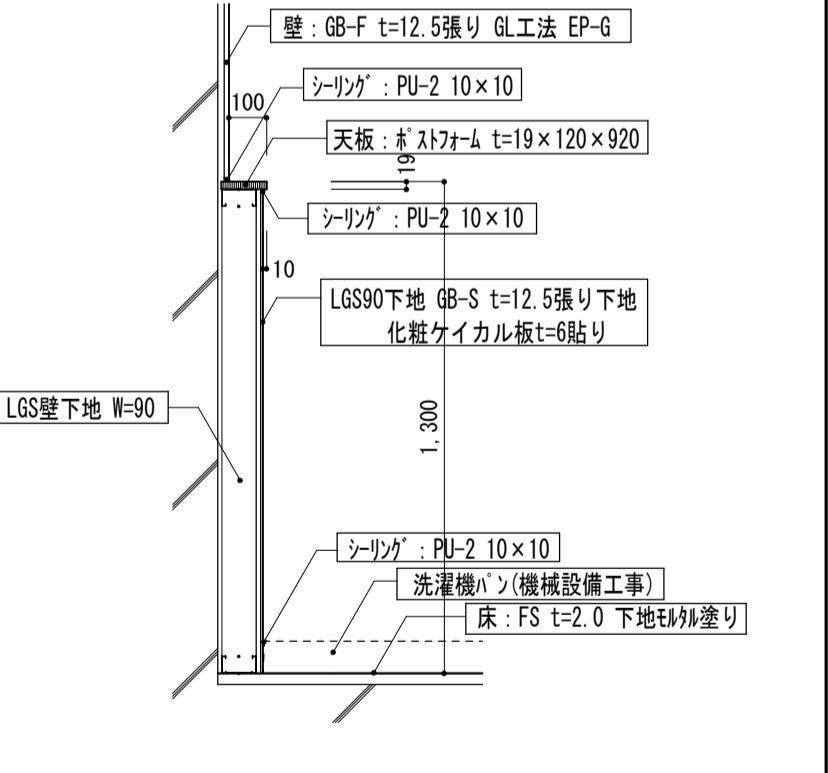 壁：GB-F t=12.5張り GL工法 EP-G
シーリング：PU-2 10×10
100
天板：ポストフォーム t=19×120×920
19
シーリング：PU-2 10×10
10
LGS90下地 GB-S t=12.5張り下地
化粧ケイカル板t=6貼り
LGS壁下地 W=90
1,300
シーリング：PU-2 10×10
洗濯機パン(機械設備工事)
床：FS t=2.0 下地モルタル塗り